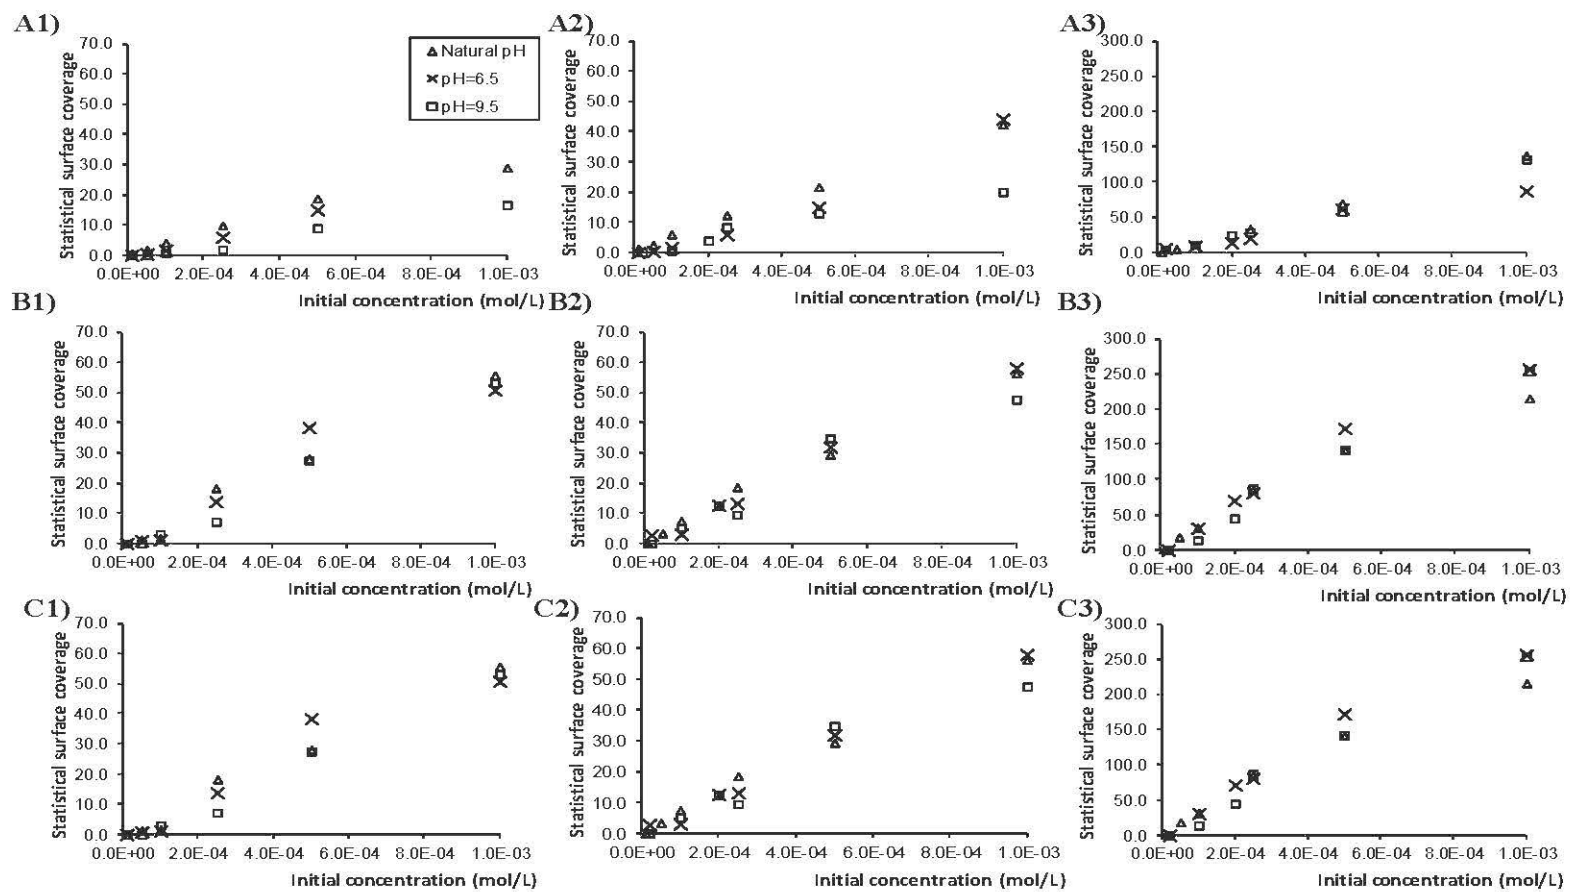 A1)
Statistical surface coverage
70.0
60.0
50.0
40.0
30.0
20.0
10.0
0.0
0.0E+00 2.0E-04 4.0E-04 6.0E-04 8.0E-04 1.0E-03
Initial concentration (mol/L)
Natural pH
pH=6.5
pH=9.5
A2)
Statistical surface coverage
70.0
60.0
50.0
40.0
30.0
20.0
10.0
0.0
0.0E+00 2.0E-04 4.0E-04 6.0E-04 8.0E-04 1.0E-03
Initial concentration (mol/L)
A3)
Statistical surface coverage
300.0
250.0
200.0
150.0
100.0
50.0
0.0
0.0E+00 2.0E-04 4.0E-04 6.0E-04 8.0E-04 1.0E-03
Initial concentration (mol/L)
B1)
Statistical surface coverage
70.0
60.0
50.0
40.0
30.0
20.0
10.0
0.0
0.0E+00 2.0E-04 4.0E-04 6.0E-04 8.0E-04 1.0E-03
Initial concentration (mol/L)
B2)
Statistical surface coverage
70.0
60.0
50.0
40.0
30.0
20.0
10.0
0.0
0.0E+00 2.0E-04 4.0E-04 6.0E-04 8.0E-04 1.0E-03
Initial concentration (mol/L)
B3)
Statistical surface coverage
300.0
250.0
200.0
150.0
100.0
50.0
0.0
0.0E+00 2.0E-04 4.0E-04 6.0E-04 8.0E-04 1.0E-03
Initial concentration (mol/L)
C1)
Statistical surface coverage
70.0
60.0
50.0
40.0
30.0
20.0
10.0
0.0
0.0E+00 2.0E-04 4.0E-04 6.0E-04 8.0E-04 1.0E-03
Initial concentration (mol/L)
C2)
Statistical surface coverage
70.0
60.0
50.0
40.0
30.0
20.0
10.0
0.0
0.0E+00 2.0E-04 4.0E-04 6.0E-04 8.0E-04 1.0E-03
Initial concentration (mol/L)
C3)
Statistical surface coverage
300.0
250.0
200.0
150.0
100.0
50.0
0.0
0.0E+00 2.0E-04 4.0E-04 6.0E-04 8.0E-04 1.0E-03
Initial concentration (mol/L)